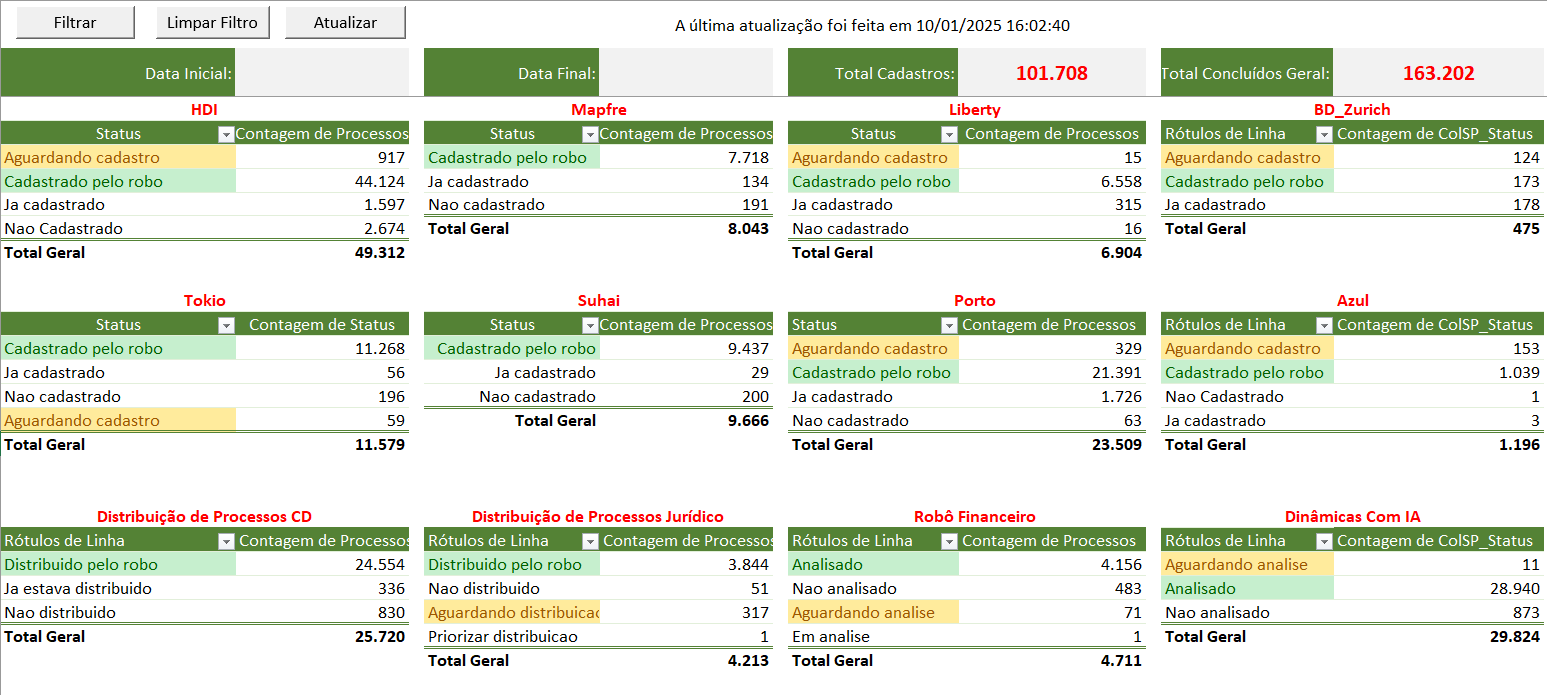 Filtrar Limpar Filtro Atualizar A última atualização foi feita em 10/01/2025 16:02:40
Data Inicial: Data Final: Total Cadastros: 101.708 Total Concluídos Geral: 163.202
HDI
Status Contagem de Processos
Aguardando cadastro 917
Cadastrado pelo robo 44.124
Ja cadastrado 1.597
Nao Cadastrado 2.674
Total Geral 49.312
Mapfre
Status Contagem de Processos
Cadastrado pelo robo 7.718
Ja cadastrado 134
Nao cadastrado 191
Total Geral 8.043
Liberty
Status Contagem de Processos
Aguardando cadastro 15
Cadastrado pelo robo 6.558
Ja cadastrado 315
Nao cadastrado 16
Total Geral 6.904
BD_Zurich
Rótulos de Linha Contagem de ColSP_Status
Aguardando cadastro 124
Cadastrado pelo robo 173
Ja cadastrado 178
Total Geral 475
Tokio
Status Contagem de Status
Cadastrado pelo robo 11.268
Ja cadastrado 56
Nao cadastrado 196
Aguardando cadastro 59
Total Geral 11.579
Suhai
Status Contagem de Processos
Cadastrado pelo robo 9.437
Ja cadastrado 29
Nao cadastrado 200
Total Geral 9.666
Porto
Status Contagem de Processos
Aguardando cadastro 329
Cadastrado pelo robo 21.391
Ja cadastrado 1.726
Nao cadastrado 63
Total Geral 23.509
Azul
Rótulos de Linha Contagem de ColSP_Status
Aguardando cadastro 153
Cadastrado pelo robo 1.039
Nao Cadastrado 1
Ja cadastrado 3
Total Geral 1.196
Distribuição de Processos CD
Rótulos de Linha Contagem de Processos
Distribuido pelo robo 24.554
Ja estava distribuido 336
Nao distribuido 830
Total Geral 25.720
Distribuição de Processos Jurídico
Rótulos de Linha Contagem de Processos
Distribuido pelo robo 3.844
Nao distribuido 51
Aguardando distribuicao 317
Priorizar distribuicao 1
Total Geral 4.213
Robô Financeiro
Rótulos de Linha Contagem de Processos
Analisado 4.156
Nao analisado 483
Aguardando analise 71
Em analise 1
Total Geral 4.711
Dinâmicas Com IA
Rótulos de Linha Contagem de ColSP_Status
Aguardando analise 11
Analisado 28.940
Nao analisado 873
Total Geral 29.824